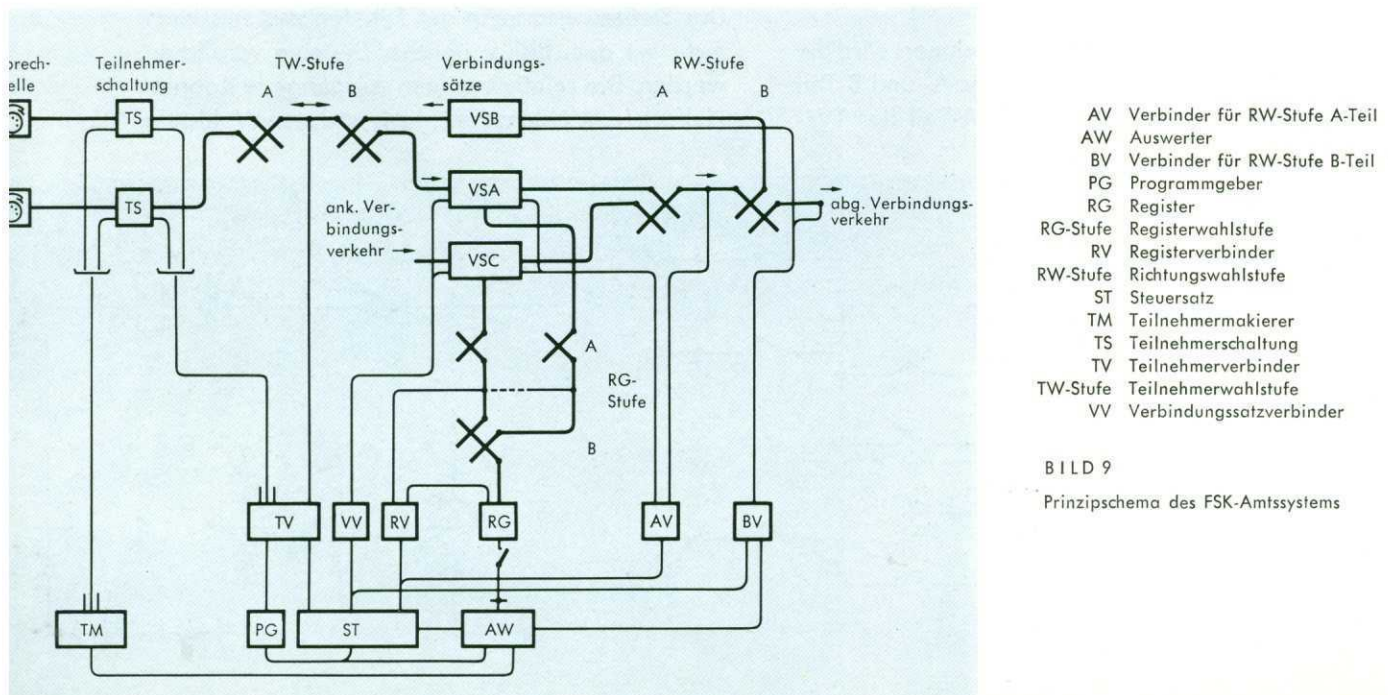 Teilnehmer-
schaltung
TW-Stufe
A
B
Verbindungs-
sätze
RW-Stufe
A
B
TS
TS
VSB
VSA
VSC
ank. Ver-
bindungs-
verkehr
abg. Verbindungs-
verkehr
A
RG-
Stufe
B
TV
VV
RV
RG
AV
BV
TM
PG
ST
AW
AV Verbinder für RW-Stufe A-Teil
AW Auswerter
BV Verbinder für RW-Stufe B-Teil
PG Programmgeber
RG Register
RG-Stufe Registerwahlstufe
RV Registerverbinder
RW-Stufe Richtungswahlstufe
ST Steuersatz
TM Teilnehmermakierer
TS Teilnehmerschaltung
TV Teilnehmerverbinder
TW-Stufe Teilnehmerwahlstufe
VV Verbindungssatzverbinder
BILD 9
Prinzipschema des FSK-Amtssystems